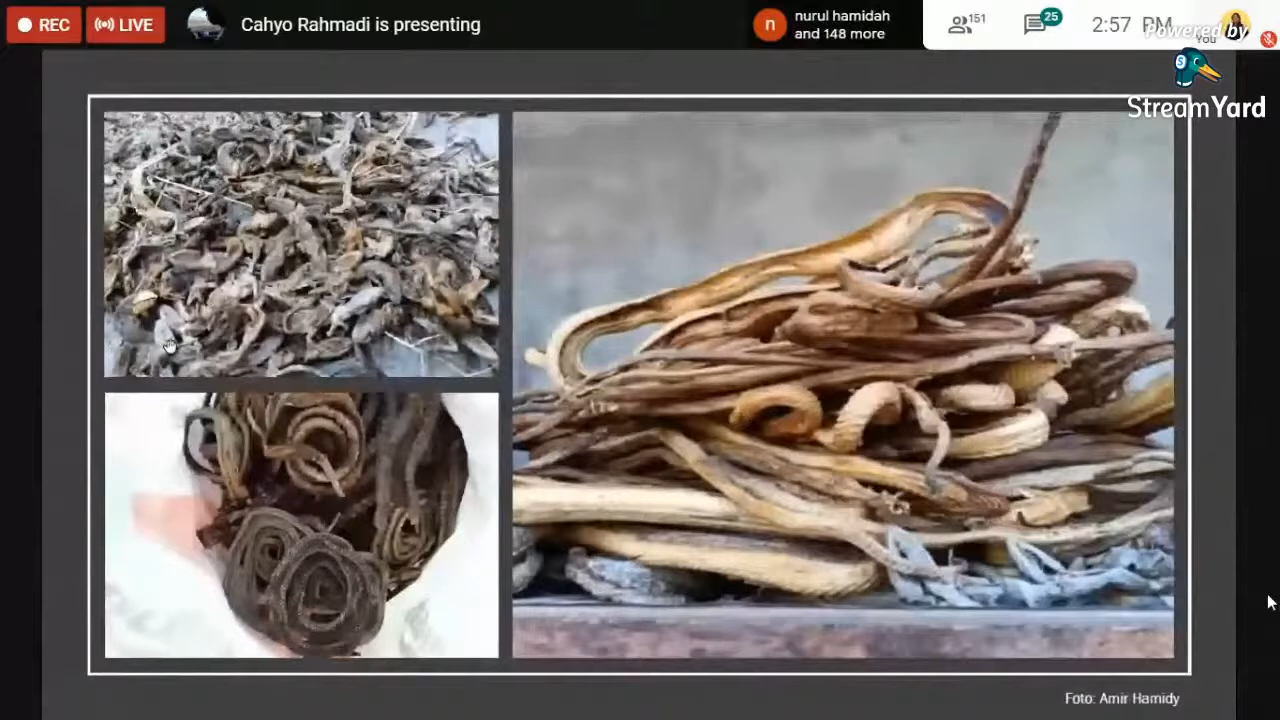 REC
LIVE
Cahyo Rahmadi is presenting
n
nurul hamidah
and 148 more
151
25
2:57 PM
You
Powered by
S
StreamYard
Foto: Amir Hamidy